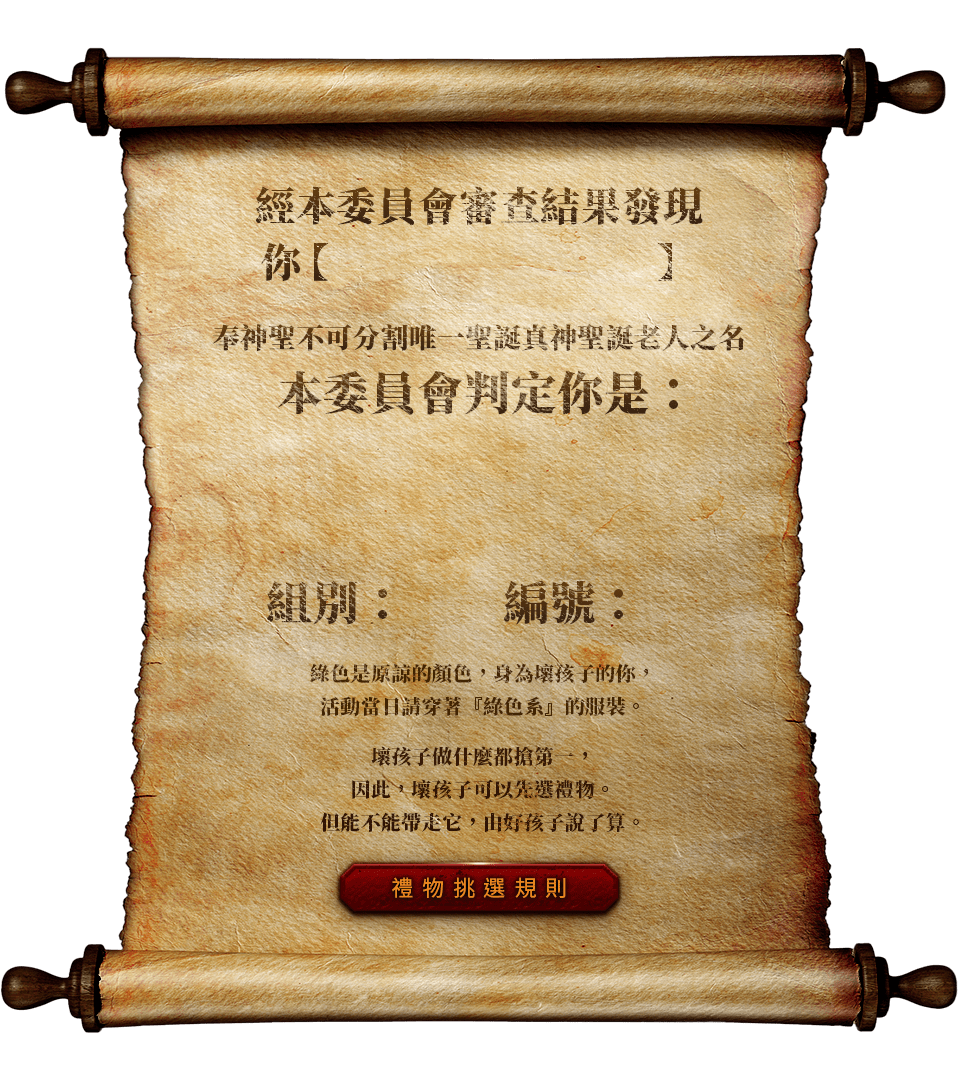 經本委員會審查結果發現
你【　　　　　　　　】
奉神聖不可分割唯一聖誕真神聖誕老人之名
本委員會判定你是：
組別：　　編號：
綠色是原諒的顏色，身為壞孩子的你，
活動當日請穿著『綠色系』的服裝。
壞孩子做什麼都搶第一，
因此，壞孩子可以先選禮物。
但能不能帶走它，由好孩子說了算。
禮物挑選規則